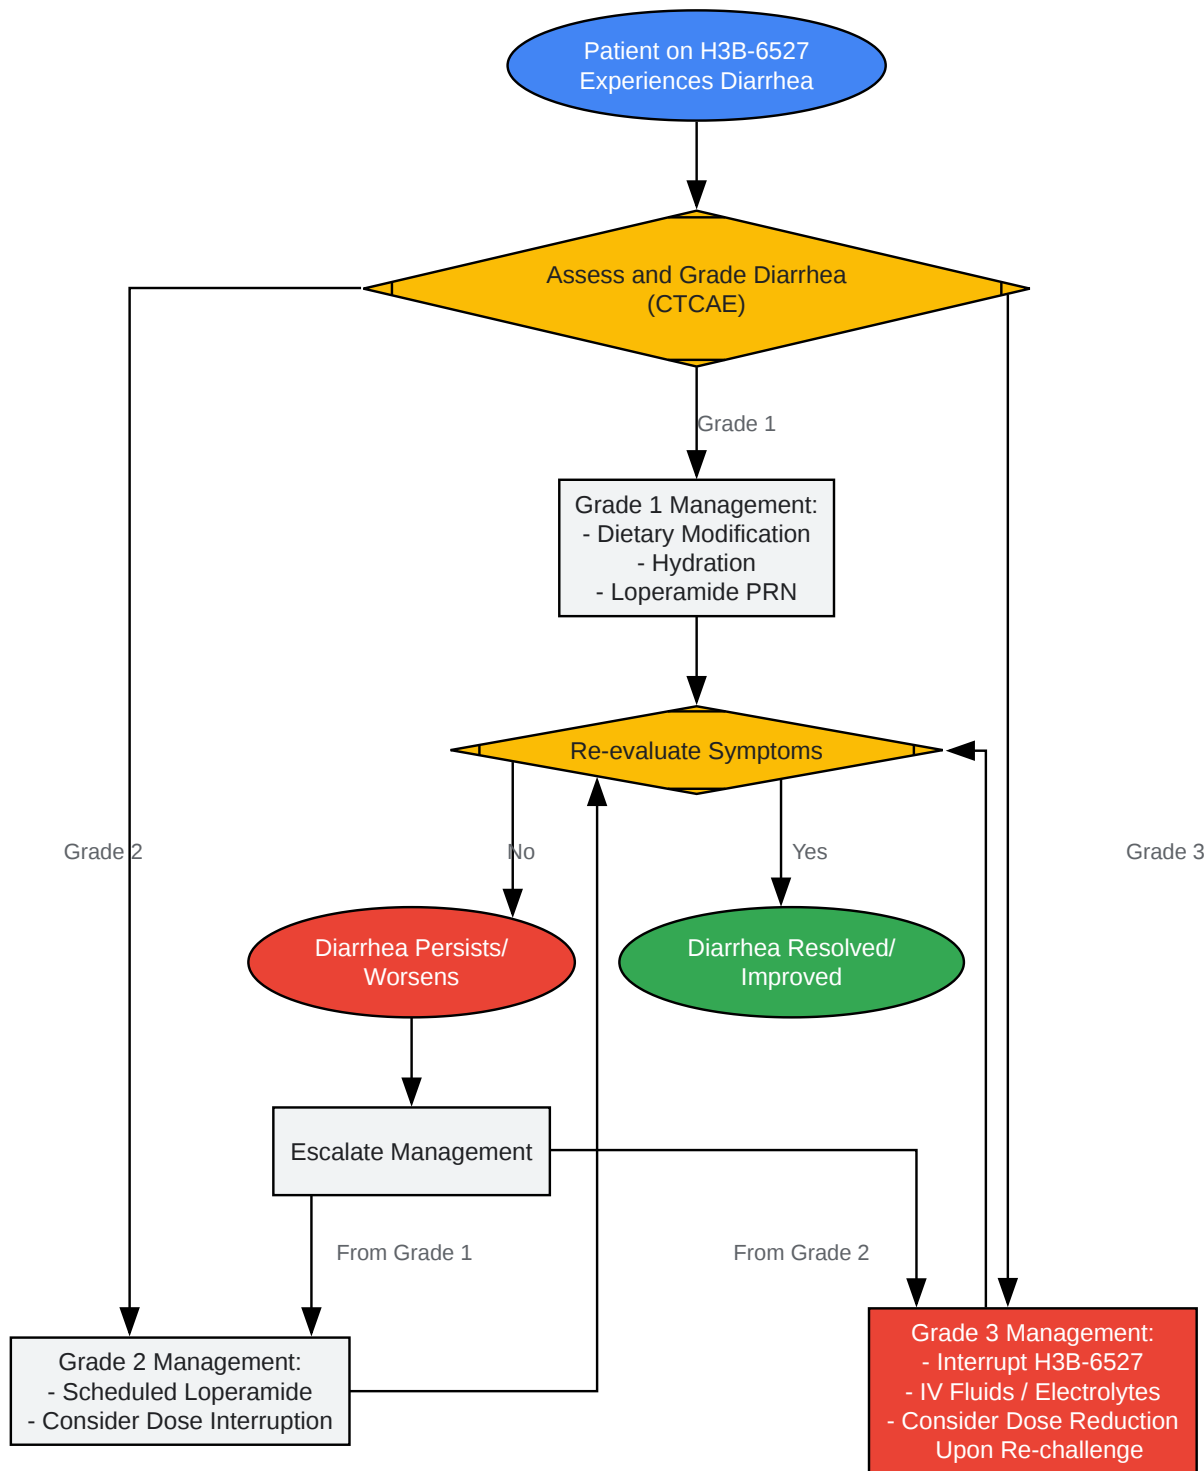 Patient on H3B-6527
Experiences Diarrhea
Assess and Grade Diarrhea
(CTCAE)
Grade 1
Grade 1 Management:
- Dietary Modification
- Hydration
- Loperamide PRN
Re-evaluate Symptoms
Grade 2
No
Yes
Grade 3
Diarrhea Persists/
Worsens
Diarrhea Resolved/
Improved
Escalate Management
From Grade 1
From Grade 2
Grade 2 Management:
- Scheduled Loperamide
- Consider Dose Interruption
Grade 3 Management:
- Interrupt H3B-6527
- IV Fluids / Electrolytes
- Consider Dose Reduction
Upon Re-challenge